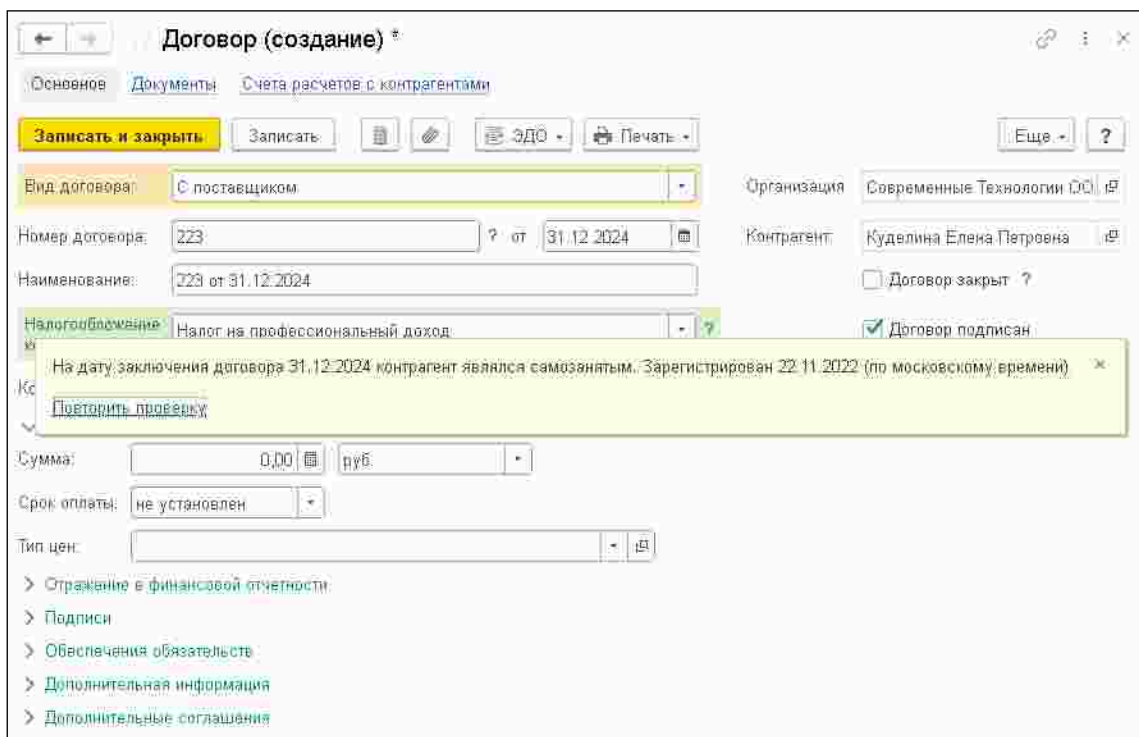 Договор (создание) *
Основное Документы Счета расчетов с контрагентами
Записать и закрыть Записать ЭДО Печать Еще ?
Вид договора: С поставщиком Организация Современные Технологии ОО
Номер договора: 223 ? от 31.12.2024 Контрагент: Куделина Елена Петровна
Наименование: 223 от 31.12.2024 Договор закрыт ?
Налогообложение Налог на профессиональный доход ? Договор подписан
На дату заключения договора 31.12.2024 контрагент являлся самозанятым. Зарегистрирован 22.11.2022 (по московскому времени)
Ко
Повторить проверку
Сумма: 0,00 руб.
Срок оплаты: не установлен
Тип цен:
Отражение в финансовой отчетности
Подписи
Обеспечения обязательств
Дополнительная информация
Дополнительные соглашения